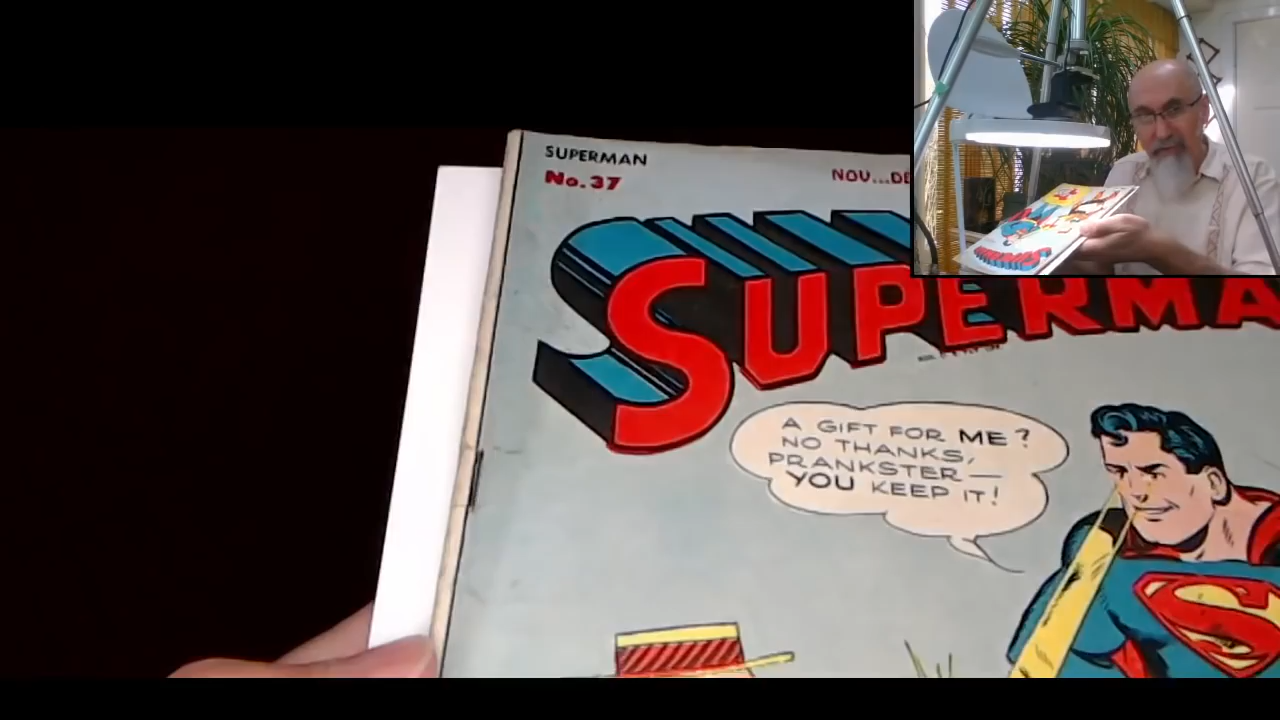 SUPERMAN
No. 37
NOV...DE
SUPERMA
A GIFT FOR ME?
NO THANKS,
PRANKSTER—
YOU KEEP IT!